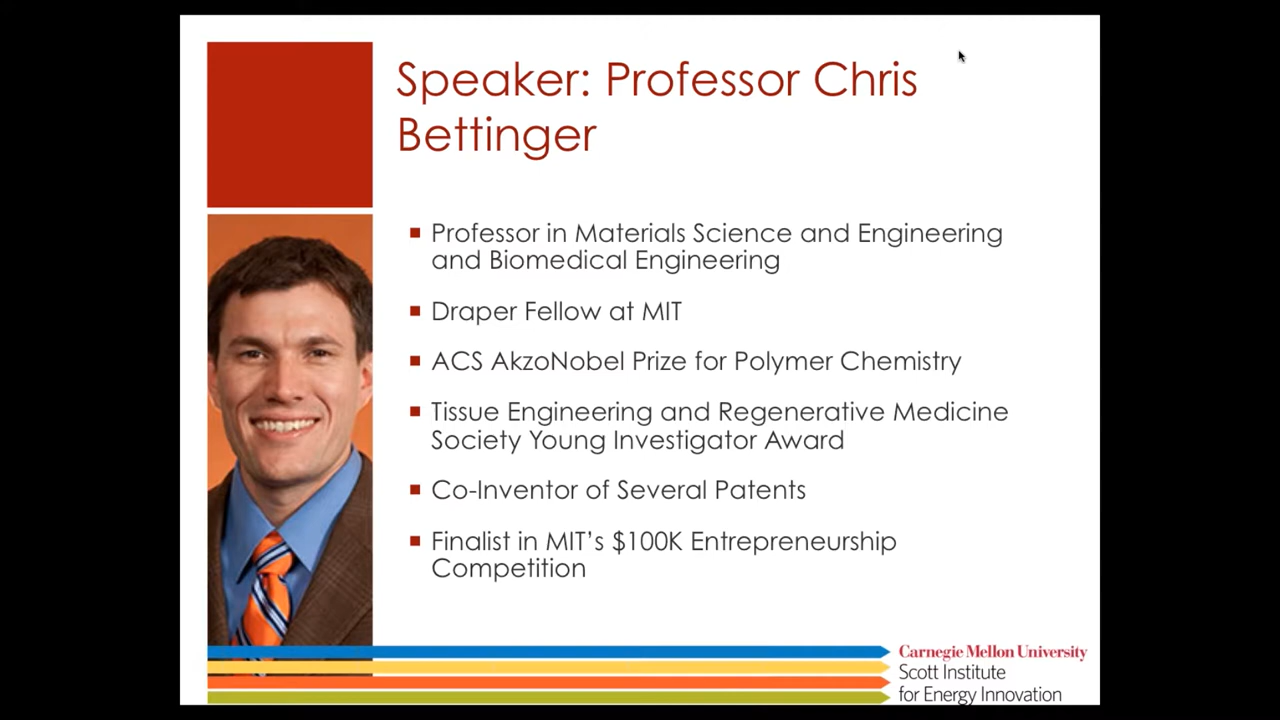 Speaker: Professor Chris
Bettinger
Professor in Materials Science and Engineering
and Biomedical Engineering
Draper Fellow at MIT
ACS AkzoNobel Prize for Polymer Chemistry
Tissue Engineering and Regenerative Medicine
Society Young Investigator Award
Co-Inventor of Several Patents
Finalist in MIT’s $100K Entrepreneurship
Competition
Carnegie Mellon University
Scott Institute
for Energy Innovation